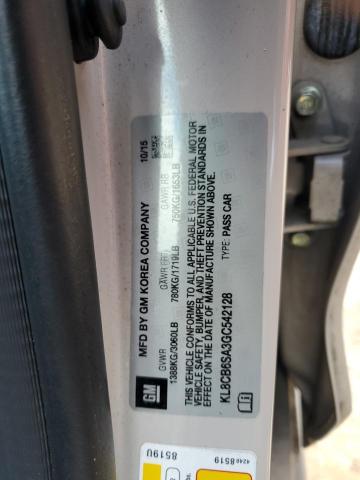 MFD BY GM KOREA COMPANY 10/15
GVWR GAWR FRT GAWR RR
1388KG/3060LB 780KG/1719LB 750KG/1653LB
THIS VEHICLE CONFORMS TO ALL APPLICABLE U.S. FEDERAL MOTOR
VEHICLE SAFETY, BUMPER, AND THEFT PREVENTION STANDARDS IN
EFFECT ON THE DATE OF MANUFACTURE SHOWN ABOVE.
KL8CB6SA3GC542128 TYPE: PASS CAR
GM
8519U
4248 8519